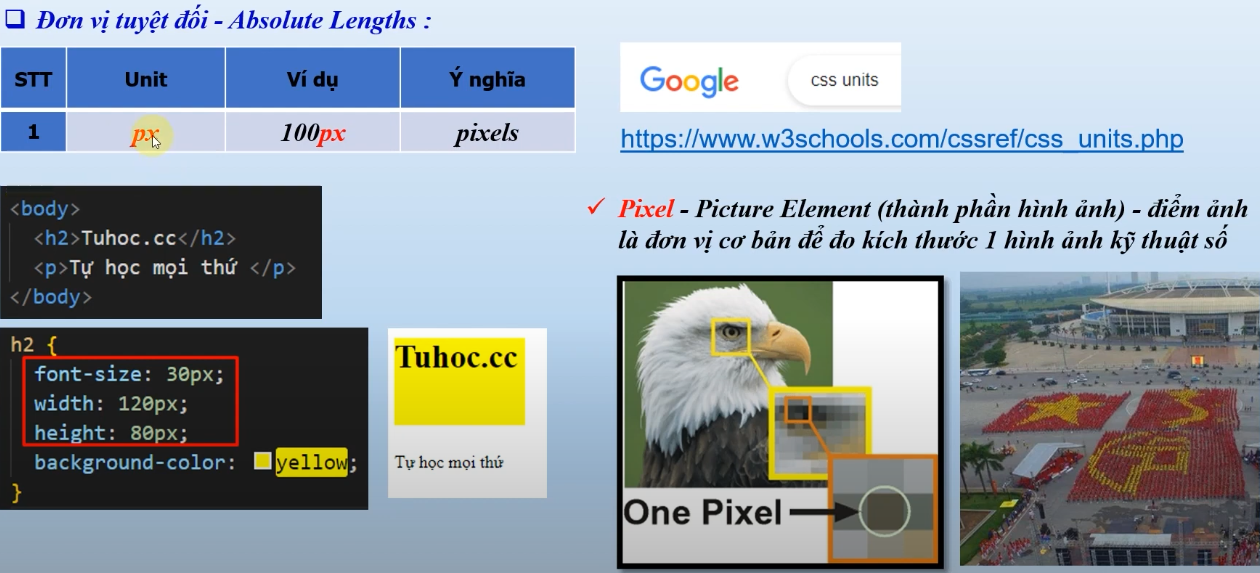 Đơn vị tuyệt đối - Absolute Lengths :
STT Unit Ví dụ Ý nghĩa
1 px 100px pixels
Google css units
https://www.w3schools.com/cssref/css_units.php
<body>
<h2>Tuhoc.cc</h2>
<p>Tự học mọi thứ </p>
</body>
h2 {
font-size: 30px;
width: 120px;
height: 80px;
background-color: yellow;
}
Tuhoc.cc
Tự học mọi thứ
Pixel - Picture Element (thành phần hình ảnh) - điểm ảnh
là đơn vị cơ bản để đo kích thước 1 hình ảnh kỹ thuật số
One Pixel